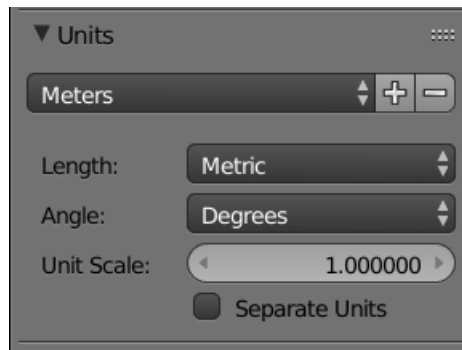 Units
Meters
Length: Metric
Angle: Degrees
Unit Scale: 1.000000
Separate Units